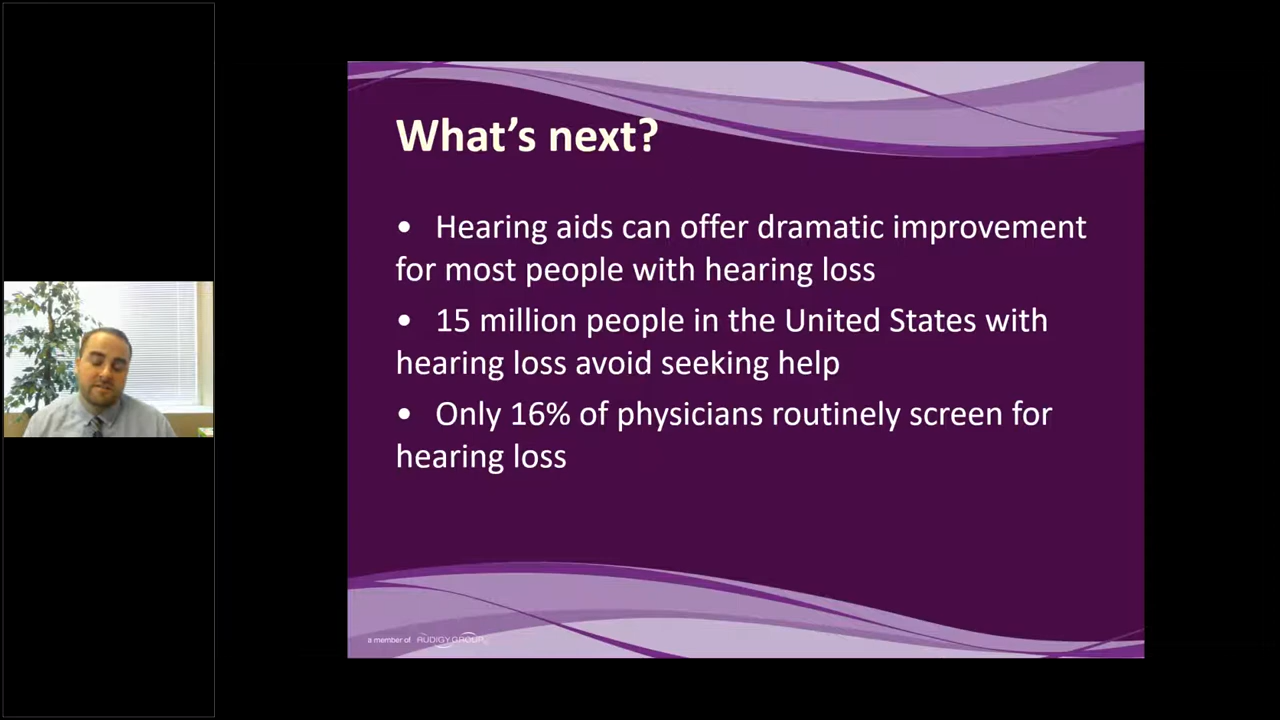 What's next?
• Hearing aids can offer dramatic improvement
for most people with hearing loss
• 15 million people in the United States with
hearing loss avoid seeking help
• Only 16% of physicians routinely screen for
hearing loss
a member of